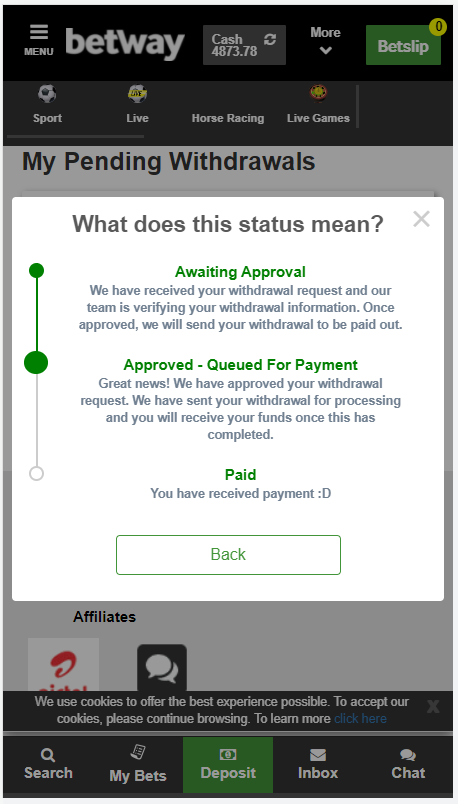 MENU
betway
Cash
4873.78
More
Betslip
0
Sport
LIVE
Live
Horse Racing
Live Games
My Pending Withdrawals
What does this status mean?
×
Awaiting Approval
We have received your withdrawal request and our
team is verifying your withdrawal information. Once
approved, we will send your withdrawal to be paid out.
Approved - Queued For Payment
Great news! We have approved your withdrawal
request. We have sent your withdrawal for processing
and you will receive your funds once this has
completed.
Paid
You have received payment :D
Back
Affiliates
airtel
We use cookies to offer the best experience possible. To accept our
cookies, please continue browsing. To learn more click here
X
Search
My Bets
Deposit
Inbox
Chat